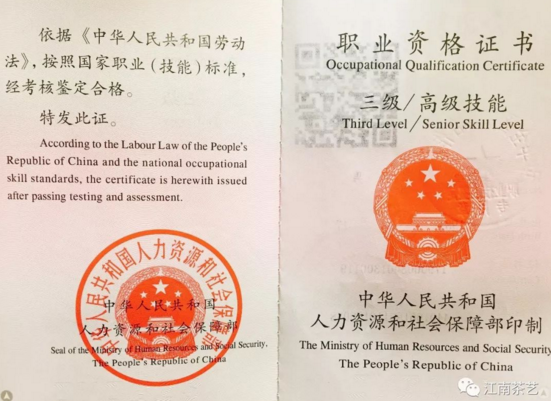 依据《中华人民共和国劳动
法》，按照国家职业（技能）标准，
经考核鉴定合格。
特发此证。
According to the Labour Law of the People's
Republic of China and the national occupational
skill standards, the certificate is herewith issued
after passing testing and assessment.
中华人民共和国人力资源和社会保障部
中华人民共和国
人力资源和社会保障部
Seal of the Ministry of Human Resources and Social Security,
The People's Republic of China
职业资格证书
Occupational Qualification Certificate
三级/高级技能
Third Level/Senior Skill Level
中华人民共和国
人力资源和社会保障部印制
The Ministry of Human Resources and Social Security
The People's Republic of China
江南茶艺